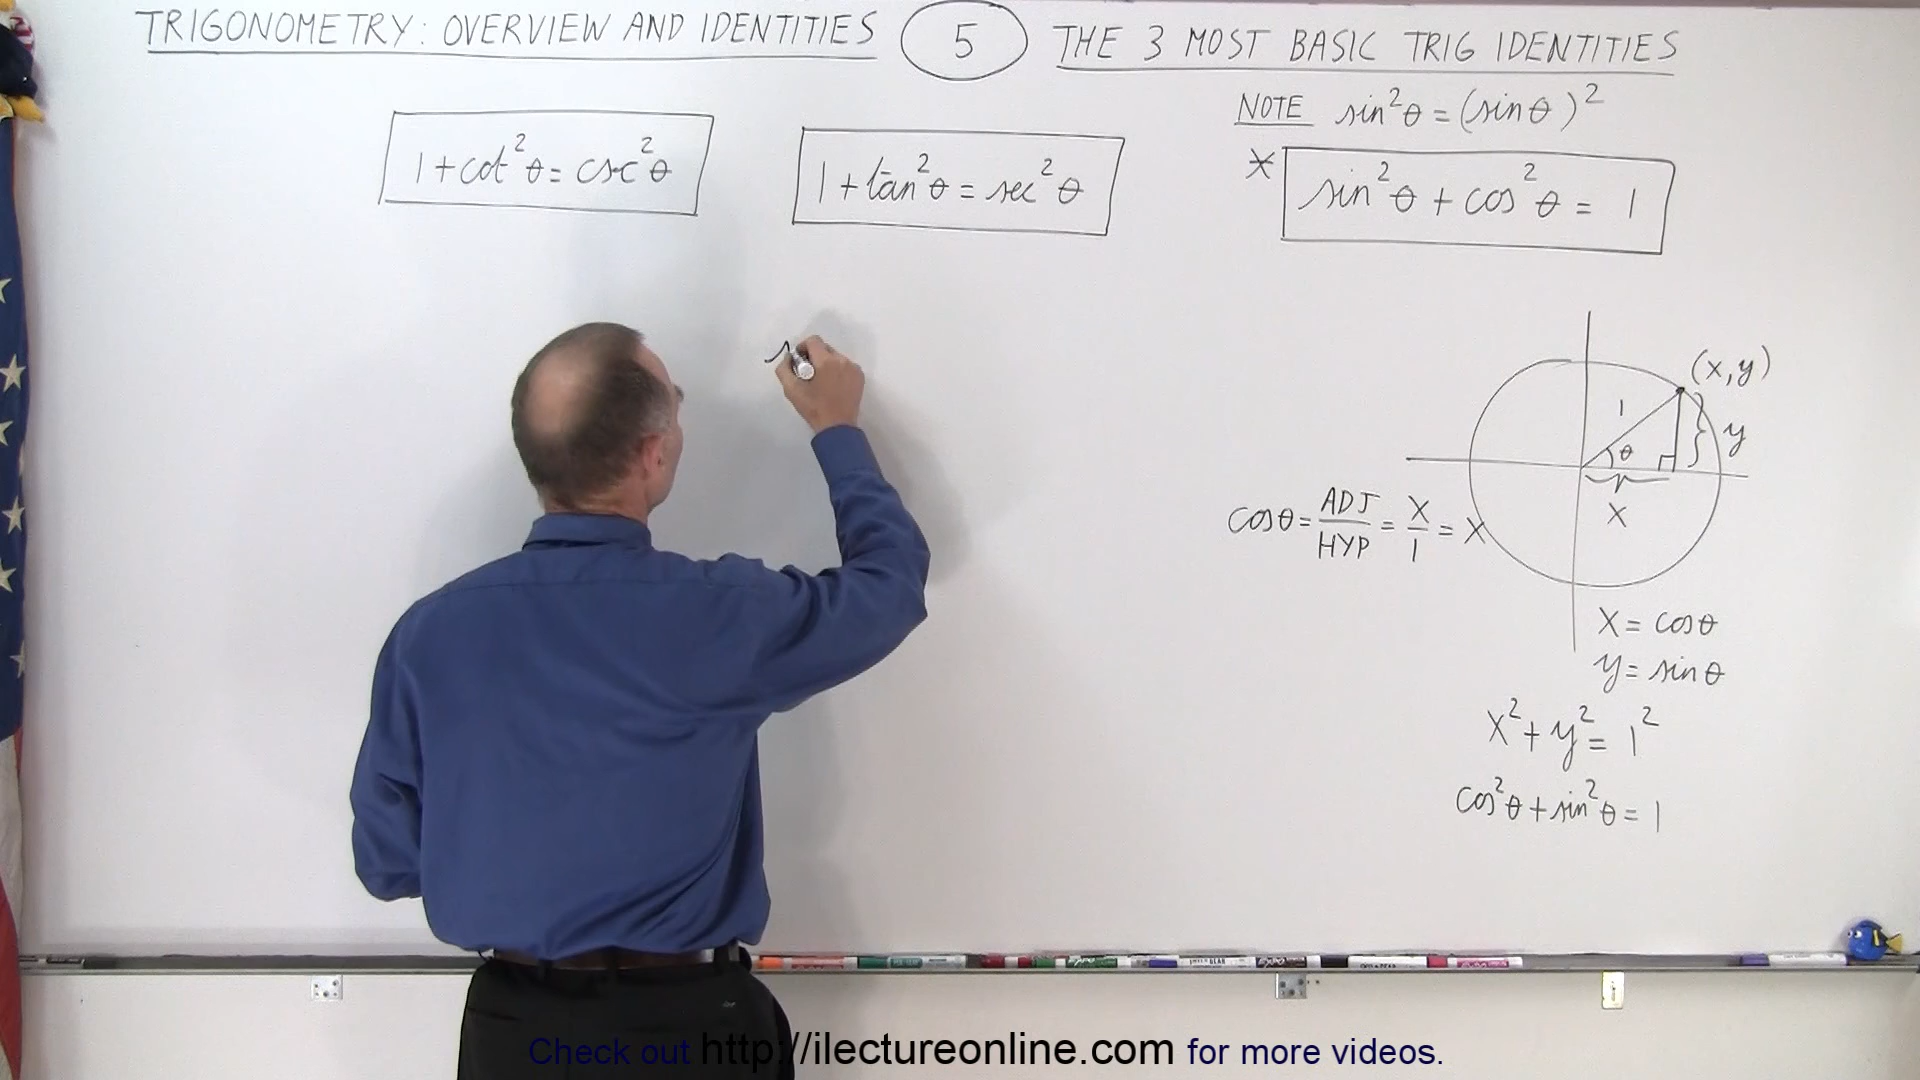 TRIGONOMETRY: OVERVIEW AND IDENTITIES 5 THE 3 MOST BASIC TRIG IDENTITIES
NOTE sin²θ = (sinθ)²
1 + cot²θ = csc²θ
1 + tan²θ = sec²θ
* sin²θ + cos²θ = 1
(x, y)
1
θ
y
x
cosθ = ADJ/HYP = x/1 = x
x = cosθ
y = sinθ
x² + y² = 1²
cos²θ + sin²θ = 1
Check out http://ilectureonline.com for more videos.